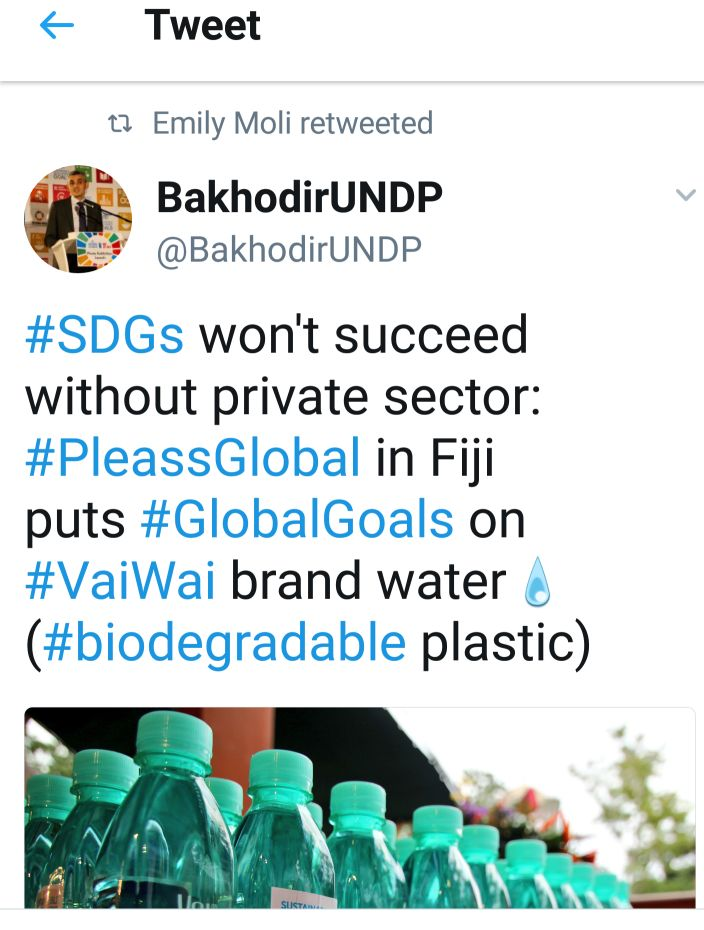 Tweet
Emily Moli retweeted
BakhodirUNDP
@BakhodirUNDP
#SDGs won't succeed
without private sector:
#PleassGlobal in Fiji
puts #GlobalGoals on
#VaiWai brand water
(#biodegradable plastic)